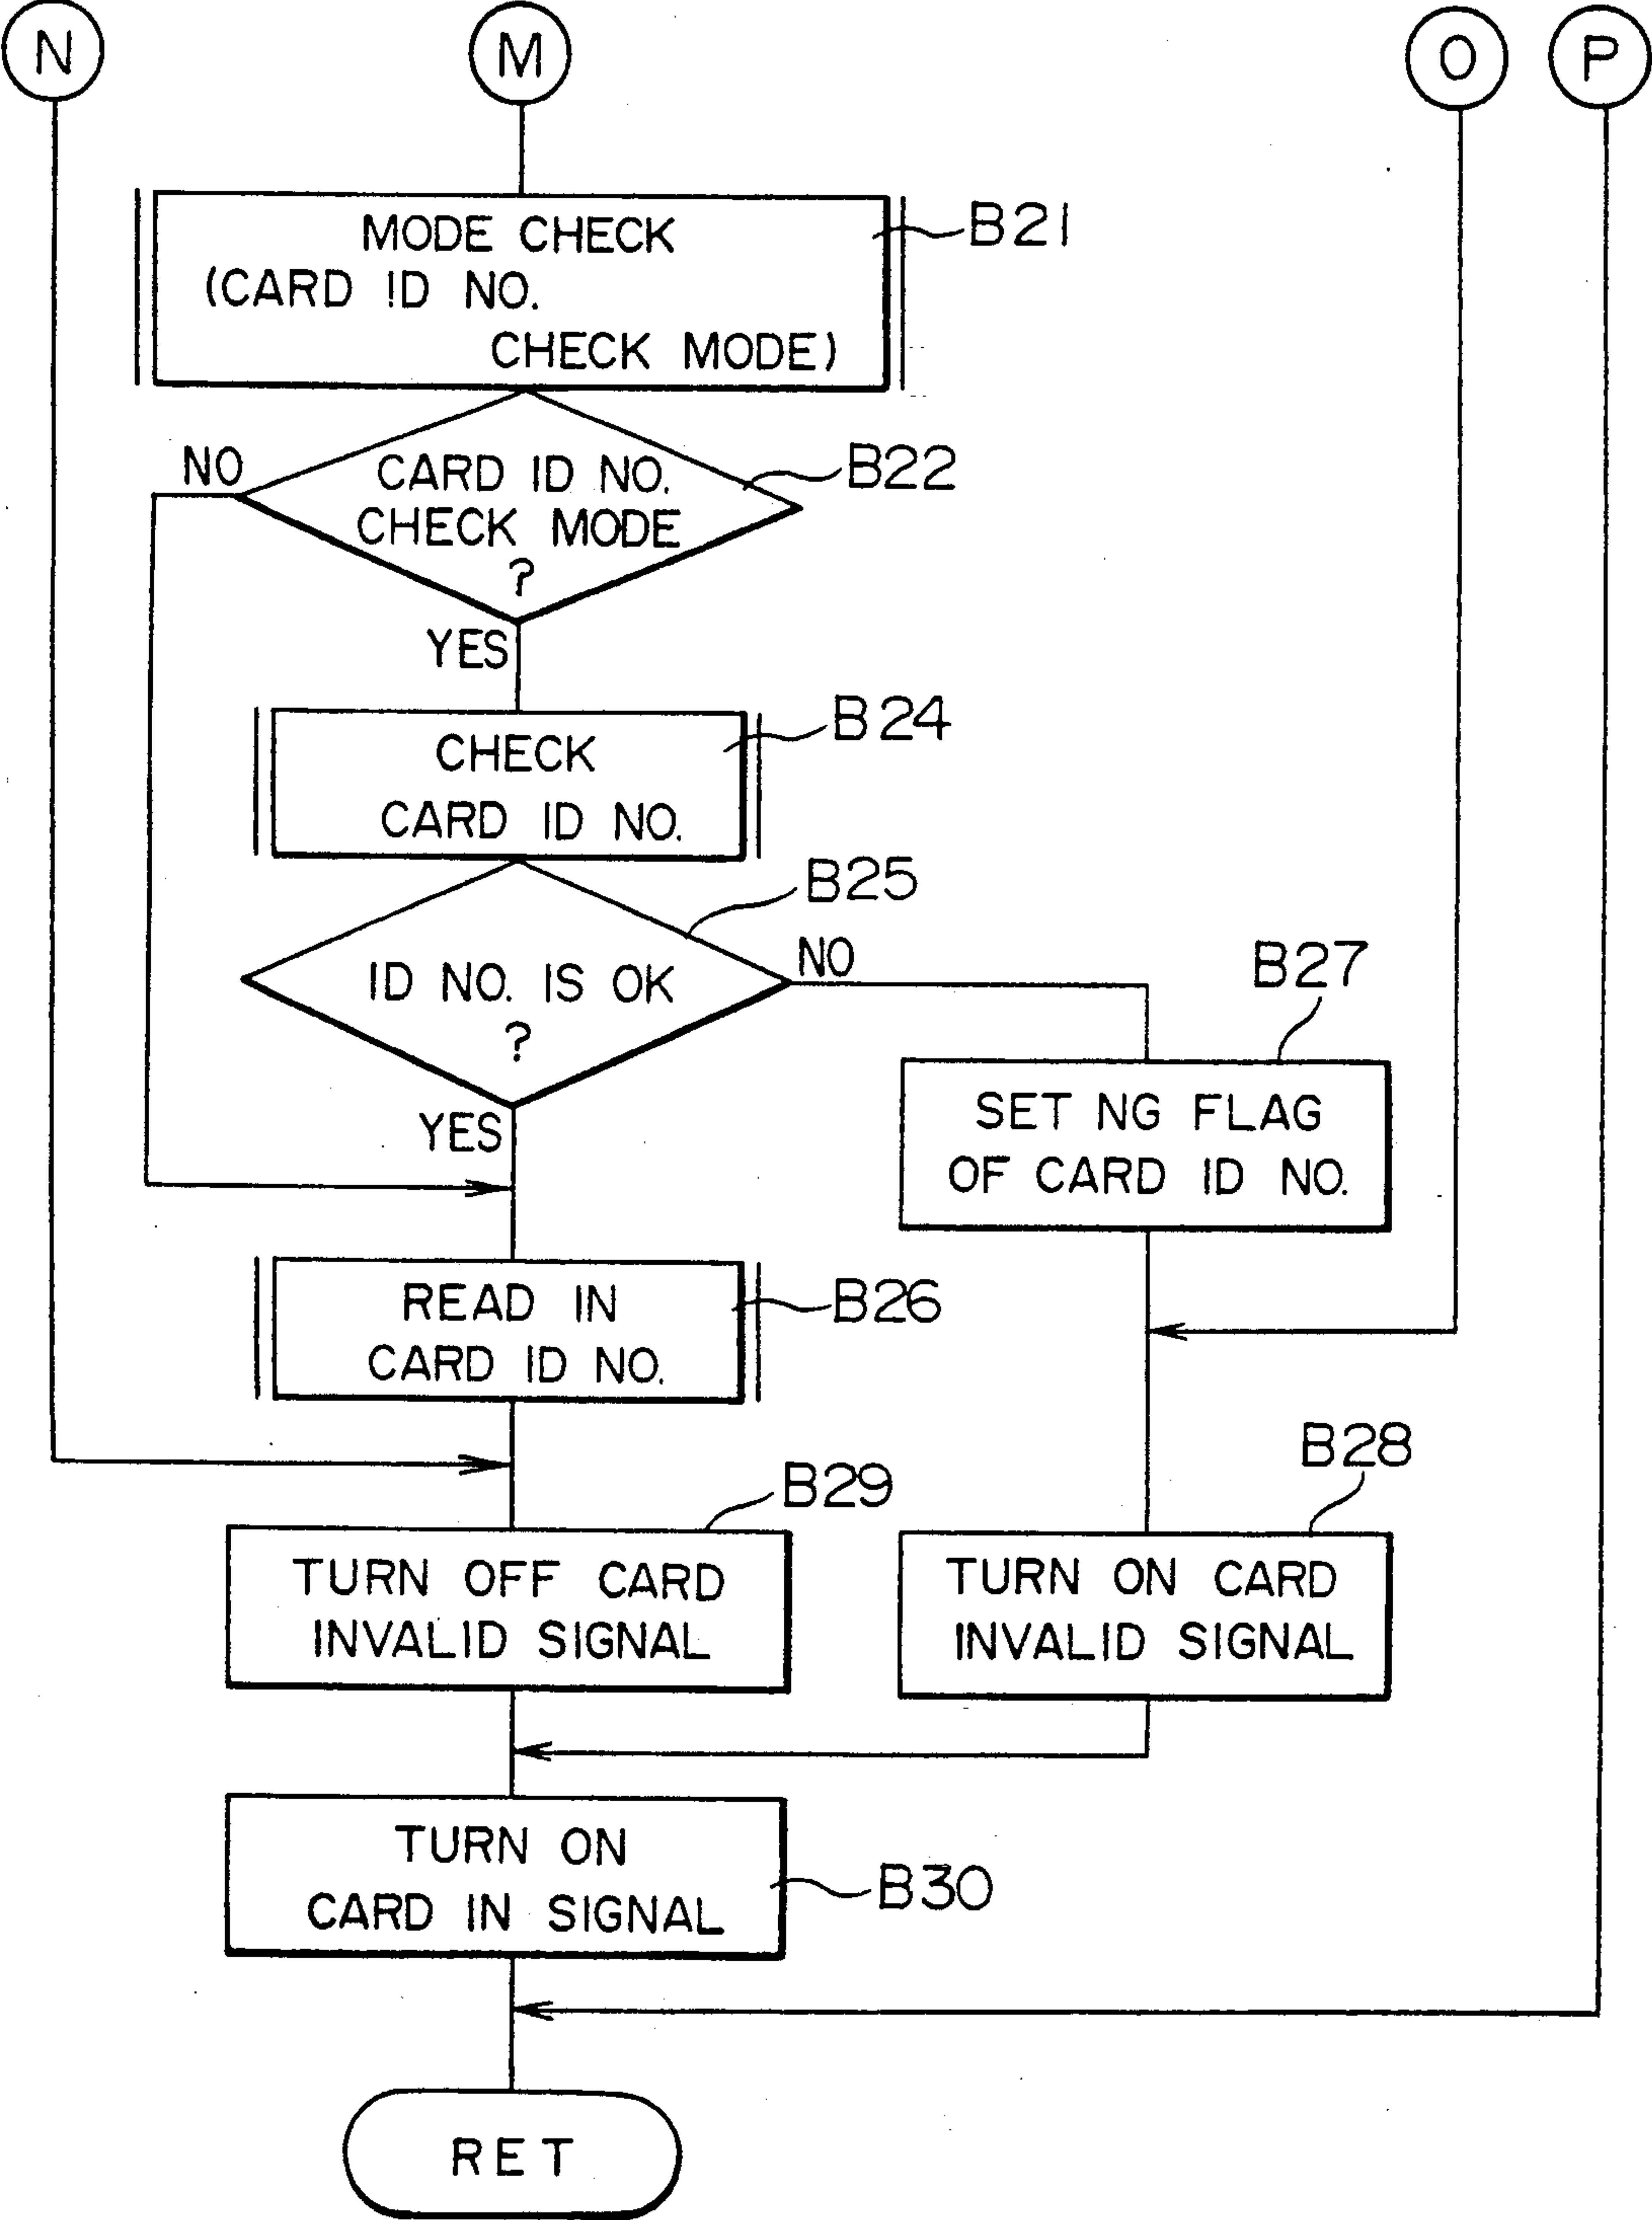 N
M
O
P
MODE CHECK
(CARD ID NO.
CHECK MODE)
B21
NO
CARD ID NO.
CHECK MODE
?
B22
YES
CHECK
CARD ID NO.
B24
B25
ID NO. IS OK
?
NO
YES
B27
SET NG FLAG
OF CARD ID NO.
READ IN
CARD ID NO.
B26
B29
TURN OFF CARD
INVALID SIGNAL
B28
TURN ON CARD
INVALID SIGNAL
TURN ON
CARD IN SIGNAL
B30
RET